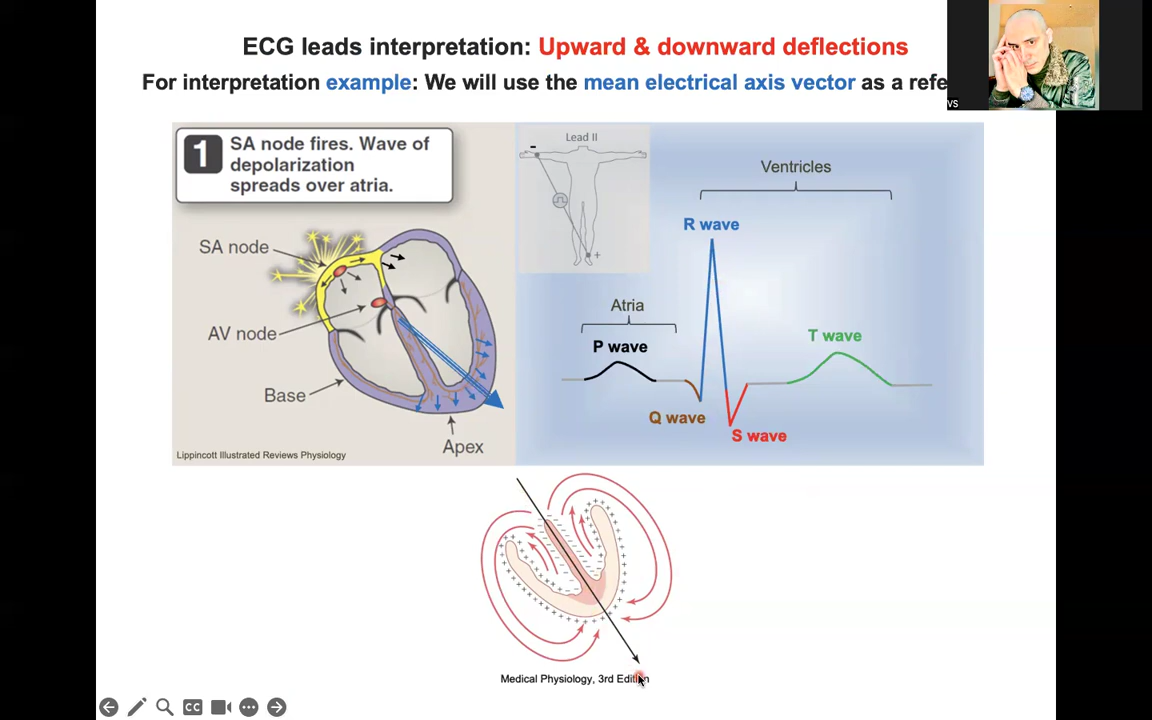 ECG leads interpretation: Upward & downward deflections
For interpretation example: We will use the mean electrical axis vector as a refe
VS
1
SA node fires. Wave of
depolarization
spreads over atria.
SA node
AV node
Base
Apex
Lippincott Illustrated Reviews Physiology
Lead II
-
+
Ventricles
R wave
Atria
P wave
T wave
Q wave
S wave
Medical Physiology, 3rd Edition
CC